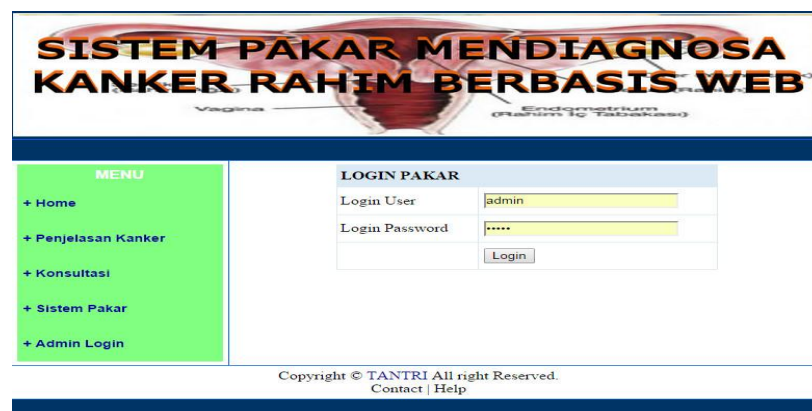 SISTEM PAKAR MENDIAGNOSA
KANKER RAHIM BERBASIS WEB
Vagina
Endometrium
(Rahim İç Tabakası)
MENU
+ Home
+ Penjelasan Kanker
+ Konsultasi
+ Sistem Pakar
+ Admin Login
LOGIN PAKAR
Login User
admin
Login Password
•••••
Login
Copyright © TANTRI All right Reserved.
Contact | Help